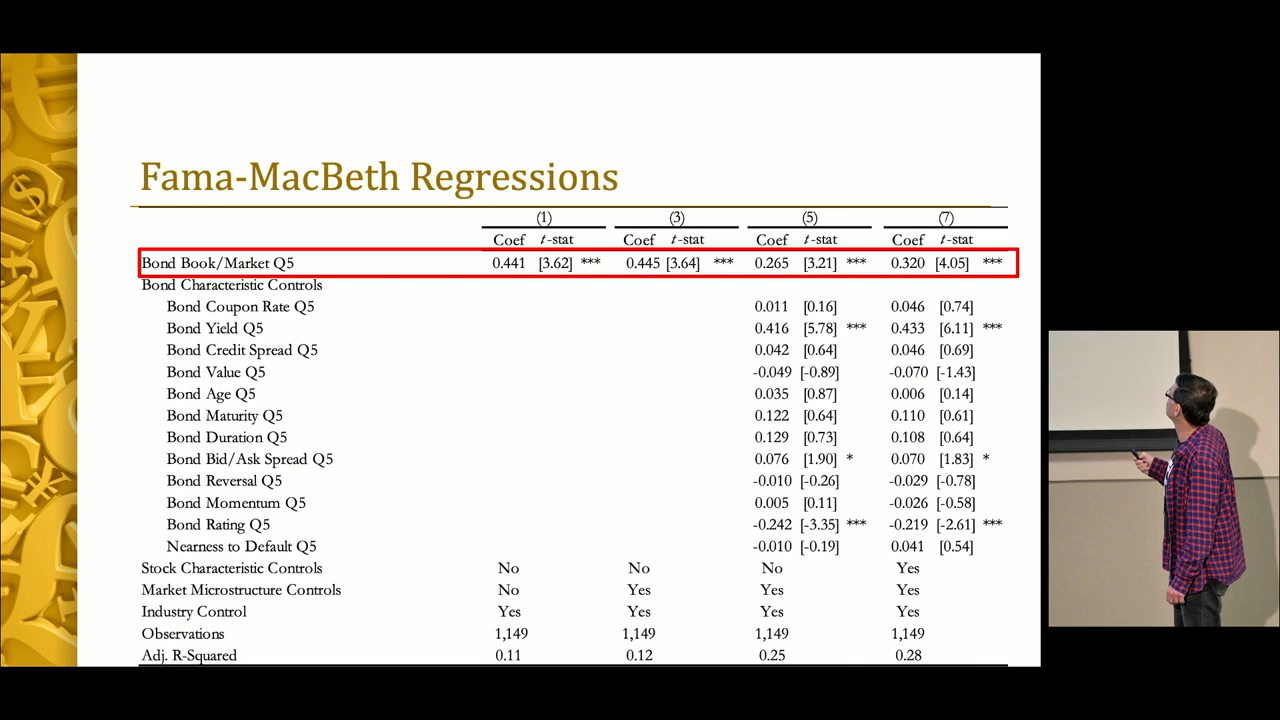 Fama-MacBeth Regressions
(1) (3) (5) (7)
Coef t-stat Coef t-stat Coef t-stat Coef t-stat
Bond Book/Market Q5 0.441 [3.62] *** 0.445 [3.64] *** 0.265 [3.21] *** 0.320 [4.05] ***
Bond Characteristic Controls
Bond Coupon Rate Q5 0.011 [0.16] 0.046 [0.74]
Bond Yield Q5 0.416 [5.78] *** 0.433 [6.11] ***
Bond Credit Spread Q5 0.042 [0.64] 0.046 [0.69]
Bond Value Q5 -0.049 [-0.89] -0.070 [-1.43]
Bond Age Q5 0.035 [0.87] 0.006 [0.14]
Bond Maturity Q5 0.122 [0.64] 0.110 [0.61]
Bond Duration Q5 0.129 [0.73] 0.108 [0.64]
Bond Bid/Ask Spread Q5 0.076 [1.90] * 0.070 [1.83] *
Bond Reversal Q5 -0.010 [-0.26] -0.029 [-0.78]
Bond Momentum Q5 0.005 [0.11] -0.026 [-0.58]
Bond Rating Q5 -0.242 [-3.35] *** -0.219 [-2.61] ***
Nearness to Default Q5 -0.010 [-0.19] 0.041 [0.54]
Stock Characteristic Controls No No No Yes
Market Microstructure Controls No Yes Yes Yes
Industry Control Yes Yes Yes Yes
Observations 1,149 1,149 1,149 1,149
Adj. R-Squared 0.11 0.12 0.25 0.28